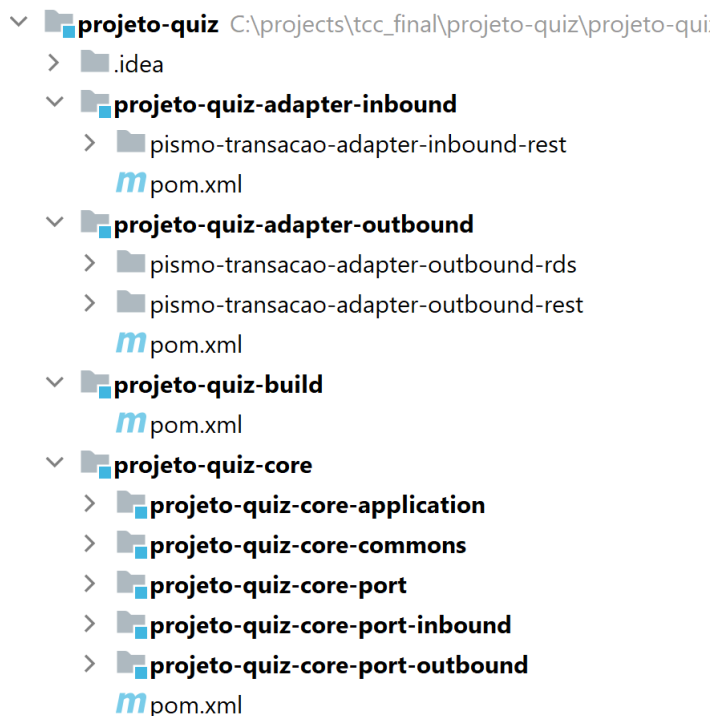 projeto-quiz C:\projects\tcc_final\projeto-quiz\projeto-qui
.idea
projeto-quiz-adapter-inbound
pismo-transacao-adapter-inbound-rest
m pom.xml
projeto-quiz-adapter-outbound
pismo-transacao-adapter-outbound-rds
pismo-transacao-adapter-outbound-rest
m pom.xml
projeto-quiz-build
m pom.xml
projeto-quiz-core
projeto-quiz-core-application
projeto-quiz-core-commons
projeto-quiz-core-port
projeto-quiz-core-port-inbound
projeto-quiz-core-port-outbound
m pom.xml